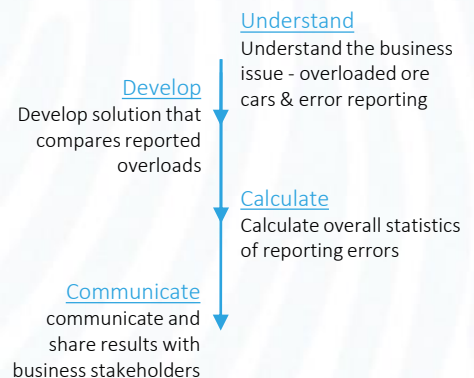 Understand
Understand the business
issue - overloaded ore
cars & error reporting
Develop
Develop solution that
compares reported
overloads
Calculate
Calculate overall statistics
of reporting errors
Communicate
communicate and
share results with
business stakeholders